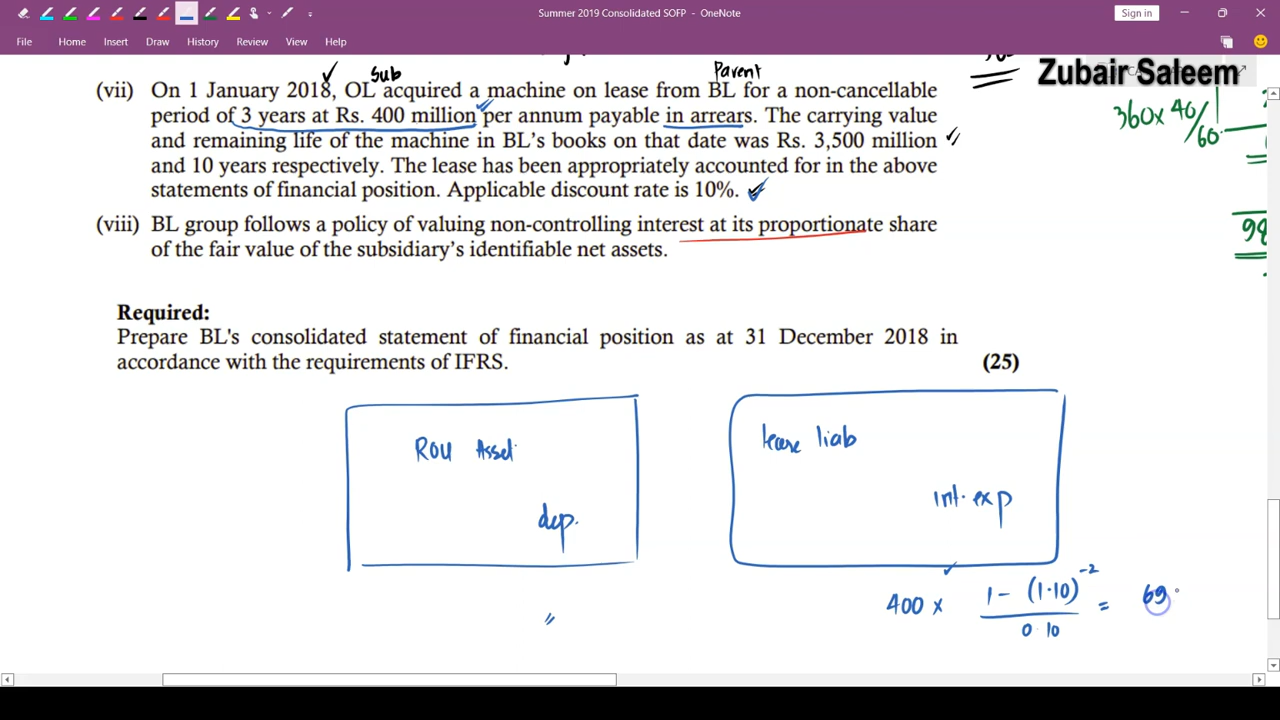 Summer 2019 Consolidated SOFP - OneNote
Sign in
File Home Insert Draw History Review View Help
Zubair Saleem
Sub
Parent
(vii) On 1 January 2018, OL acquired a machine on lease from BL for a non-cancellable
period of 3 years at Rs. 400 million per annum payable in arrears. The carrying value
and remaining life of the machine in BL's books on that date was Rs. 3,500 million
and 10 years respectively. The lease has been appropriately accounted for in the above
statements of financial position. Applicable discount rate is 10%.
(viii) BL group follows a policy of valuing non-controlling interest at its proportionate share
of the fair value of the subsidiary's identifiable net assets.
360 x 40/60
98
Required:
Prepare BL's consolidated statement of financial position as at 31 December 2018 in
accordance with the requirements of IFRS. (25)
ROU Asset
dep.
lease liab
int. exp
400 x 1 - (1.10)^-2 / 0.10 = 69